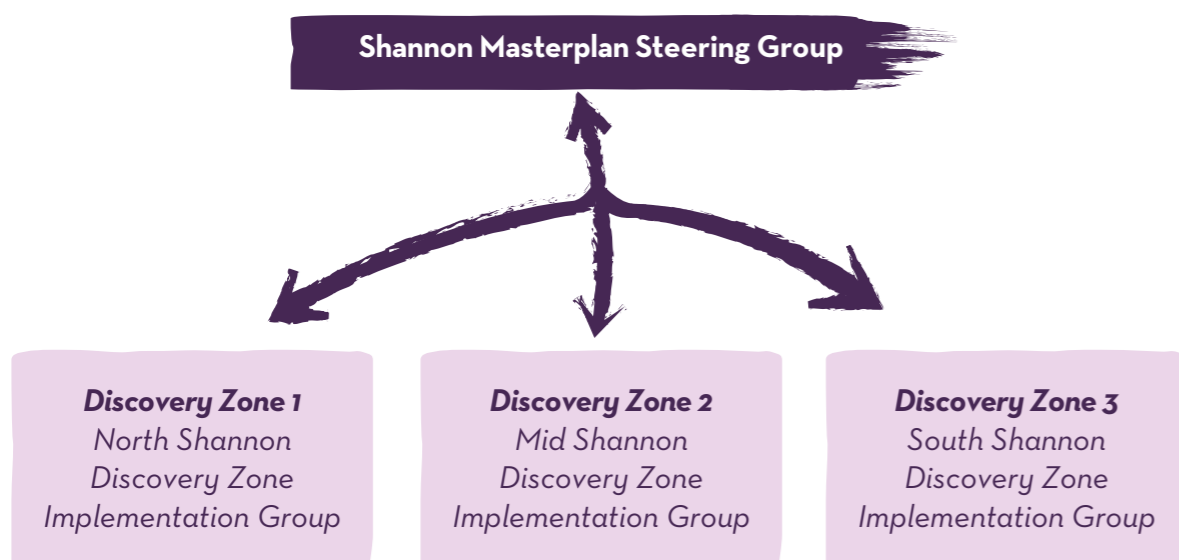 Shannon Masterplan Steering Group
Discovery Zone 1
North Shannon
Discovery Zone
Implementation Group
Discovery Zone 2
Mid Shannon
Discovery Zone
Implementation Group
Discovery Zone 3
South Shannon
Discovery Zone
Implementation Group